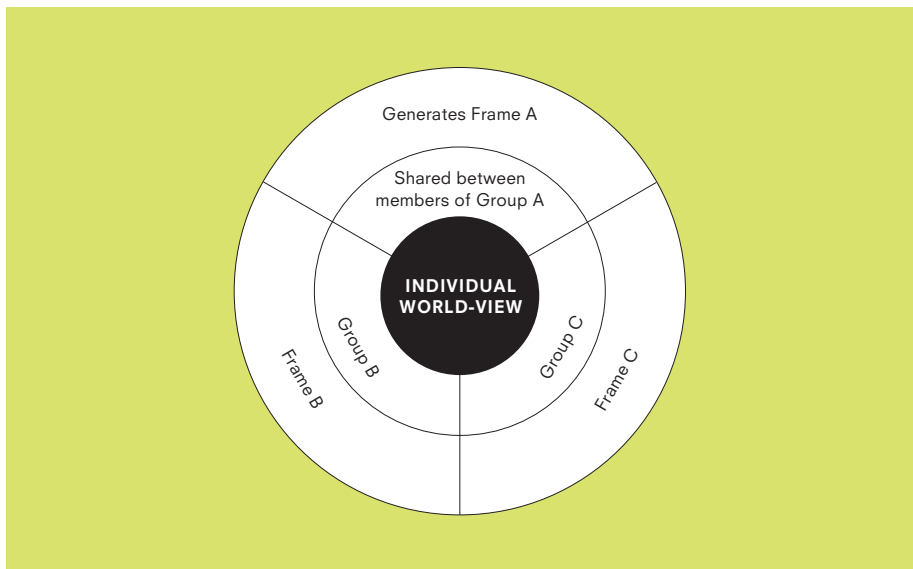 Generates Frame A
Shared between
members of Group A
INDIVIDUAL
WORLD-VIEW
Group B
Group C
Frame B
Frame C